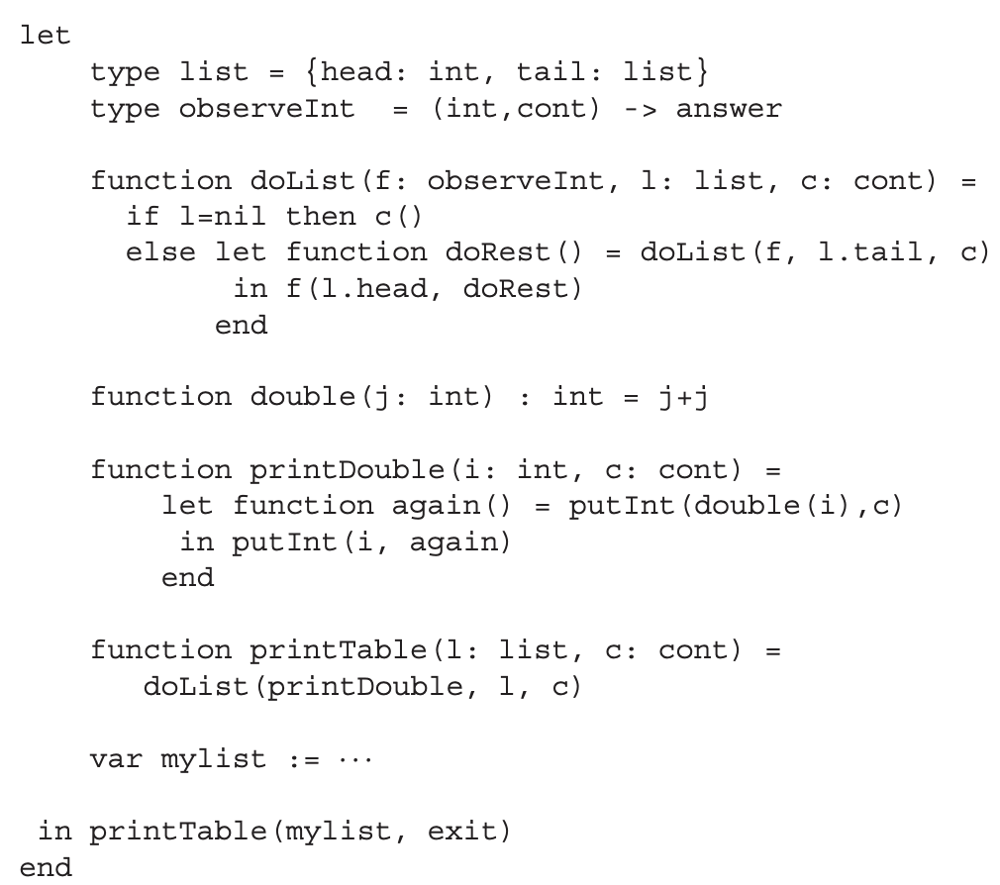 let
    type list = {head: int, tail: list}
    type observeInt  = (int,cont) -> answer

    function doList(f: observeInt, l: list, c: cont) =
      if l=nil then c()
      else let function doRest() = doList(f, l.tail, c)
            in f(l.head, doRest)
           end

    function double(j: int) : int = j+j

    function printDouble(i: int, c: cont) =
        let function again() = putInt(double(i),c)
         in putInt(i, again)
        end

    function printTable(l: list, c: cont) =
       doList(printDouble, l, c)

    var mylist := ···

 in printTable(mylist, exit)
end